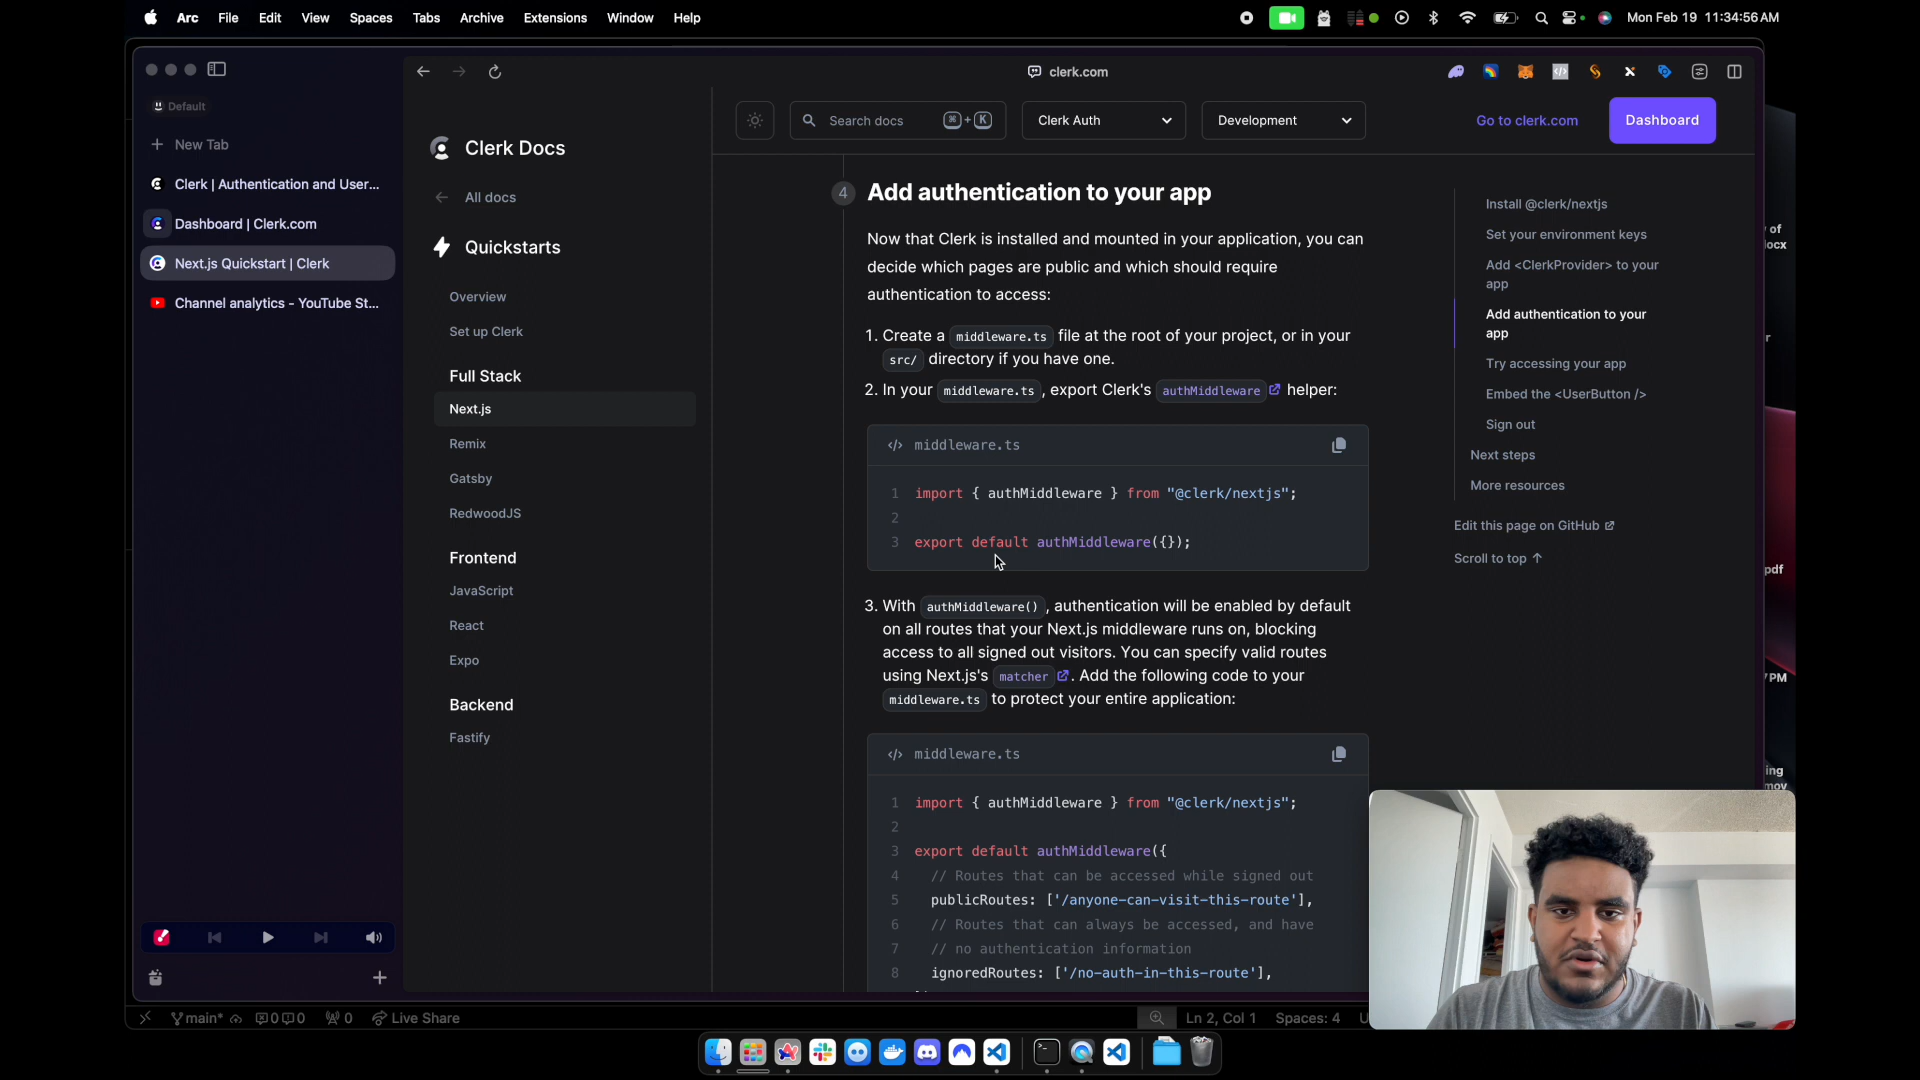 Arc File Edit View Spaces Tabs Archive Extensions Window Help
Mon Feb 19 11:34:56 AM
clerk.com
Default
New Tab
Clerk | Authentication and User...
Dashboard | Clerk.com
Next.js Quickstart | Clerk
Channel analytics - YouTube St...
Clerk Docs
All docs
Quickstarts
Overview
Set up Clerk
Full Stack
Next.js
Remix
Gatsby
RedwoodJS
Frontend
JavaScript
React
Expo
Backend
Fastify
Search docs ⌘ + K
Clerk Auth
Development
Go to clerk.com
Dashboard
4 Add authentication to your app
Now that Clerk is installed and mounted in your application, you can
decide which pages are public and which should require
authentication to access:
1. Create a middleware.ts file at the root of your project, or in your
src/ directory if you have one.
2. In your middleware.ts, export Clerk's authMiddleware helper:
</> middleware.ts
1 import { authMiddleware } from "@clerk/nextjs";
2
3 export default authMiddleware({});
3. With authMiddleware(), authentication will be enabled by default
on all routes that your Next.js middleware runs on, blocking
access to all signed out visitors. You can specify valid routes
using Next.js's matcher. Add the following code to your
middleware.ts to protect your entire application:
</> middleware.ts
1 import { authMiddleware } from "@clerk/nextjs";
2
3 export default authMiddleware({
4 // Routes that can be accessed while signed out
5 publicRoutes: ['/anyone-can-visit-this-route'],
6 // Routes that can always be accessed, and have
7 // no authentication information
8 ignoredRoutes: ['/no-auth-in-this-route'],
Install @clerk/nextjs
Set your environment keys
Add <ClerkProvider> to your
app
Add authentication to your
app
Try accessing your app
Embed the <UserButton />
Sign out
Next steps
More resources
Edit this page on GitHub
Scroll to top ↑
of
ocx
r
pdf
PM
ing
mov
main* 0 0 0 Live Share
Ln 2, Col 1 Spaces: 4 U